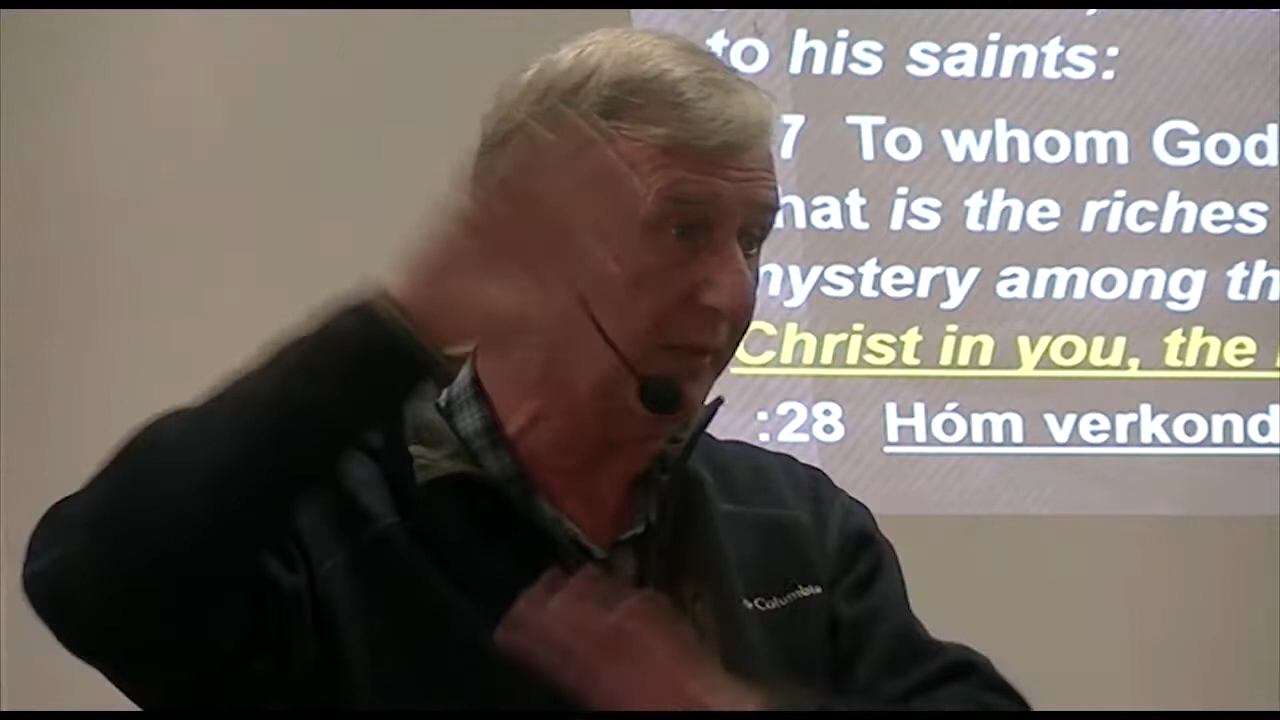 to his saints:
7 To whom God
hat is the riches
mystery among th
Christ in you, the
:28 Hóm verkond
Columbia